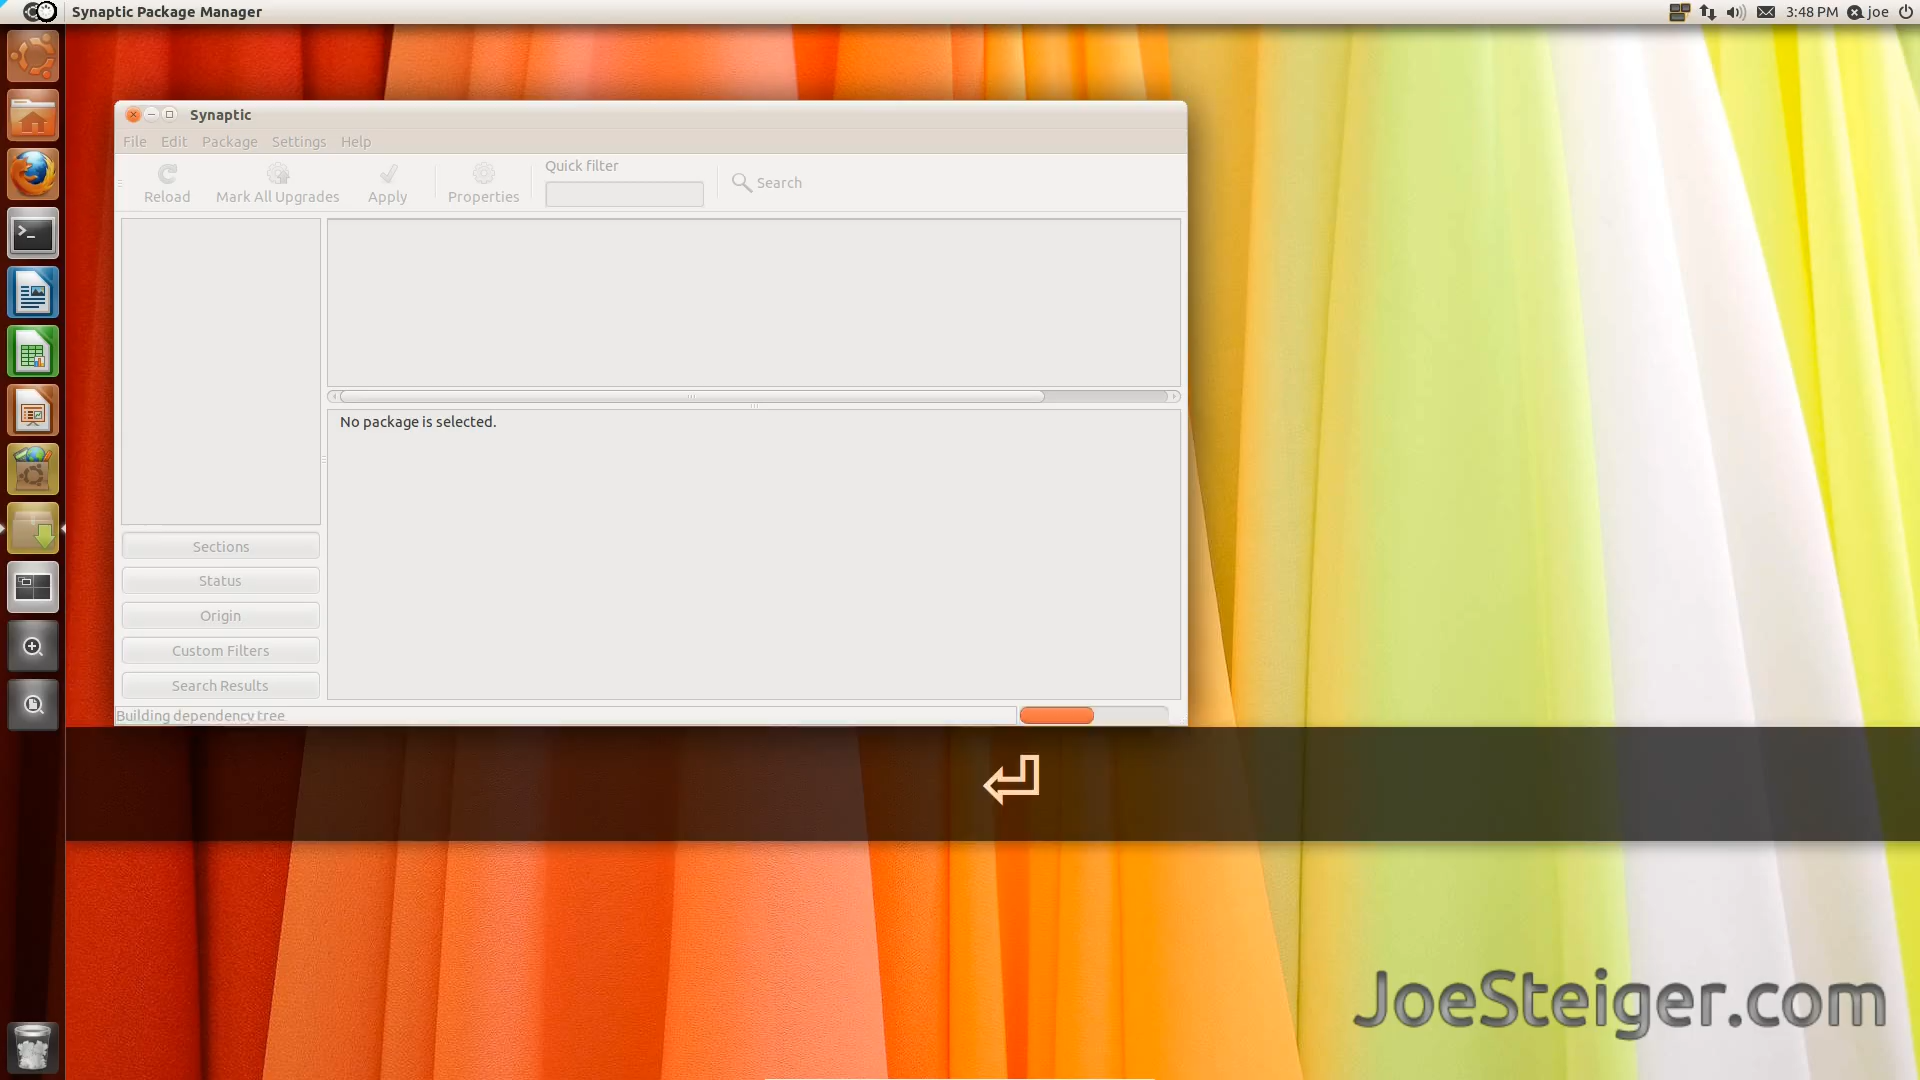 Synaptic Package Manager
3:48 PM joe
Synaptic
File Edit Package Settings Help
Reload Mark All Upgrades Apply Properties Quick filter Search
No package is selected.
Sections
Status
Origin
Custom Filters
Search Results
Building dependency tree
JoeSteiger.com